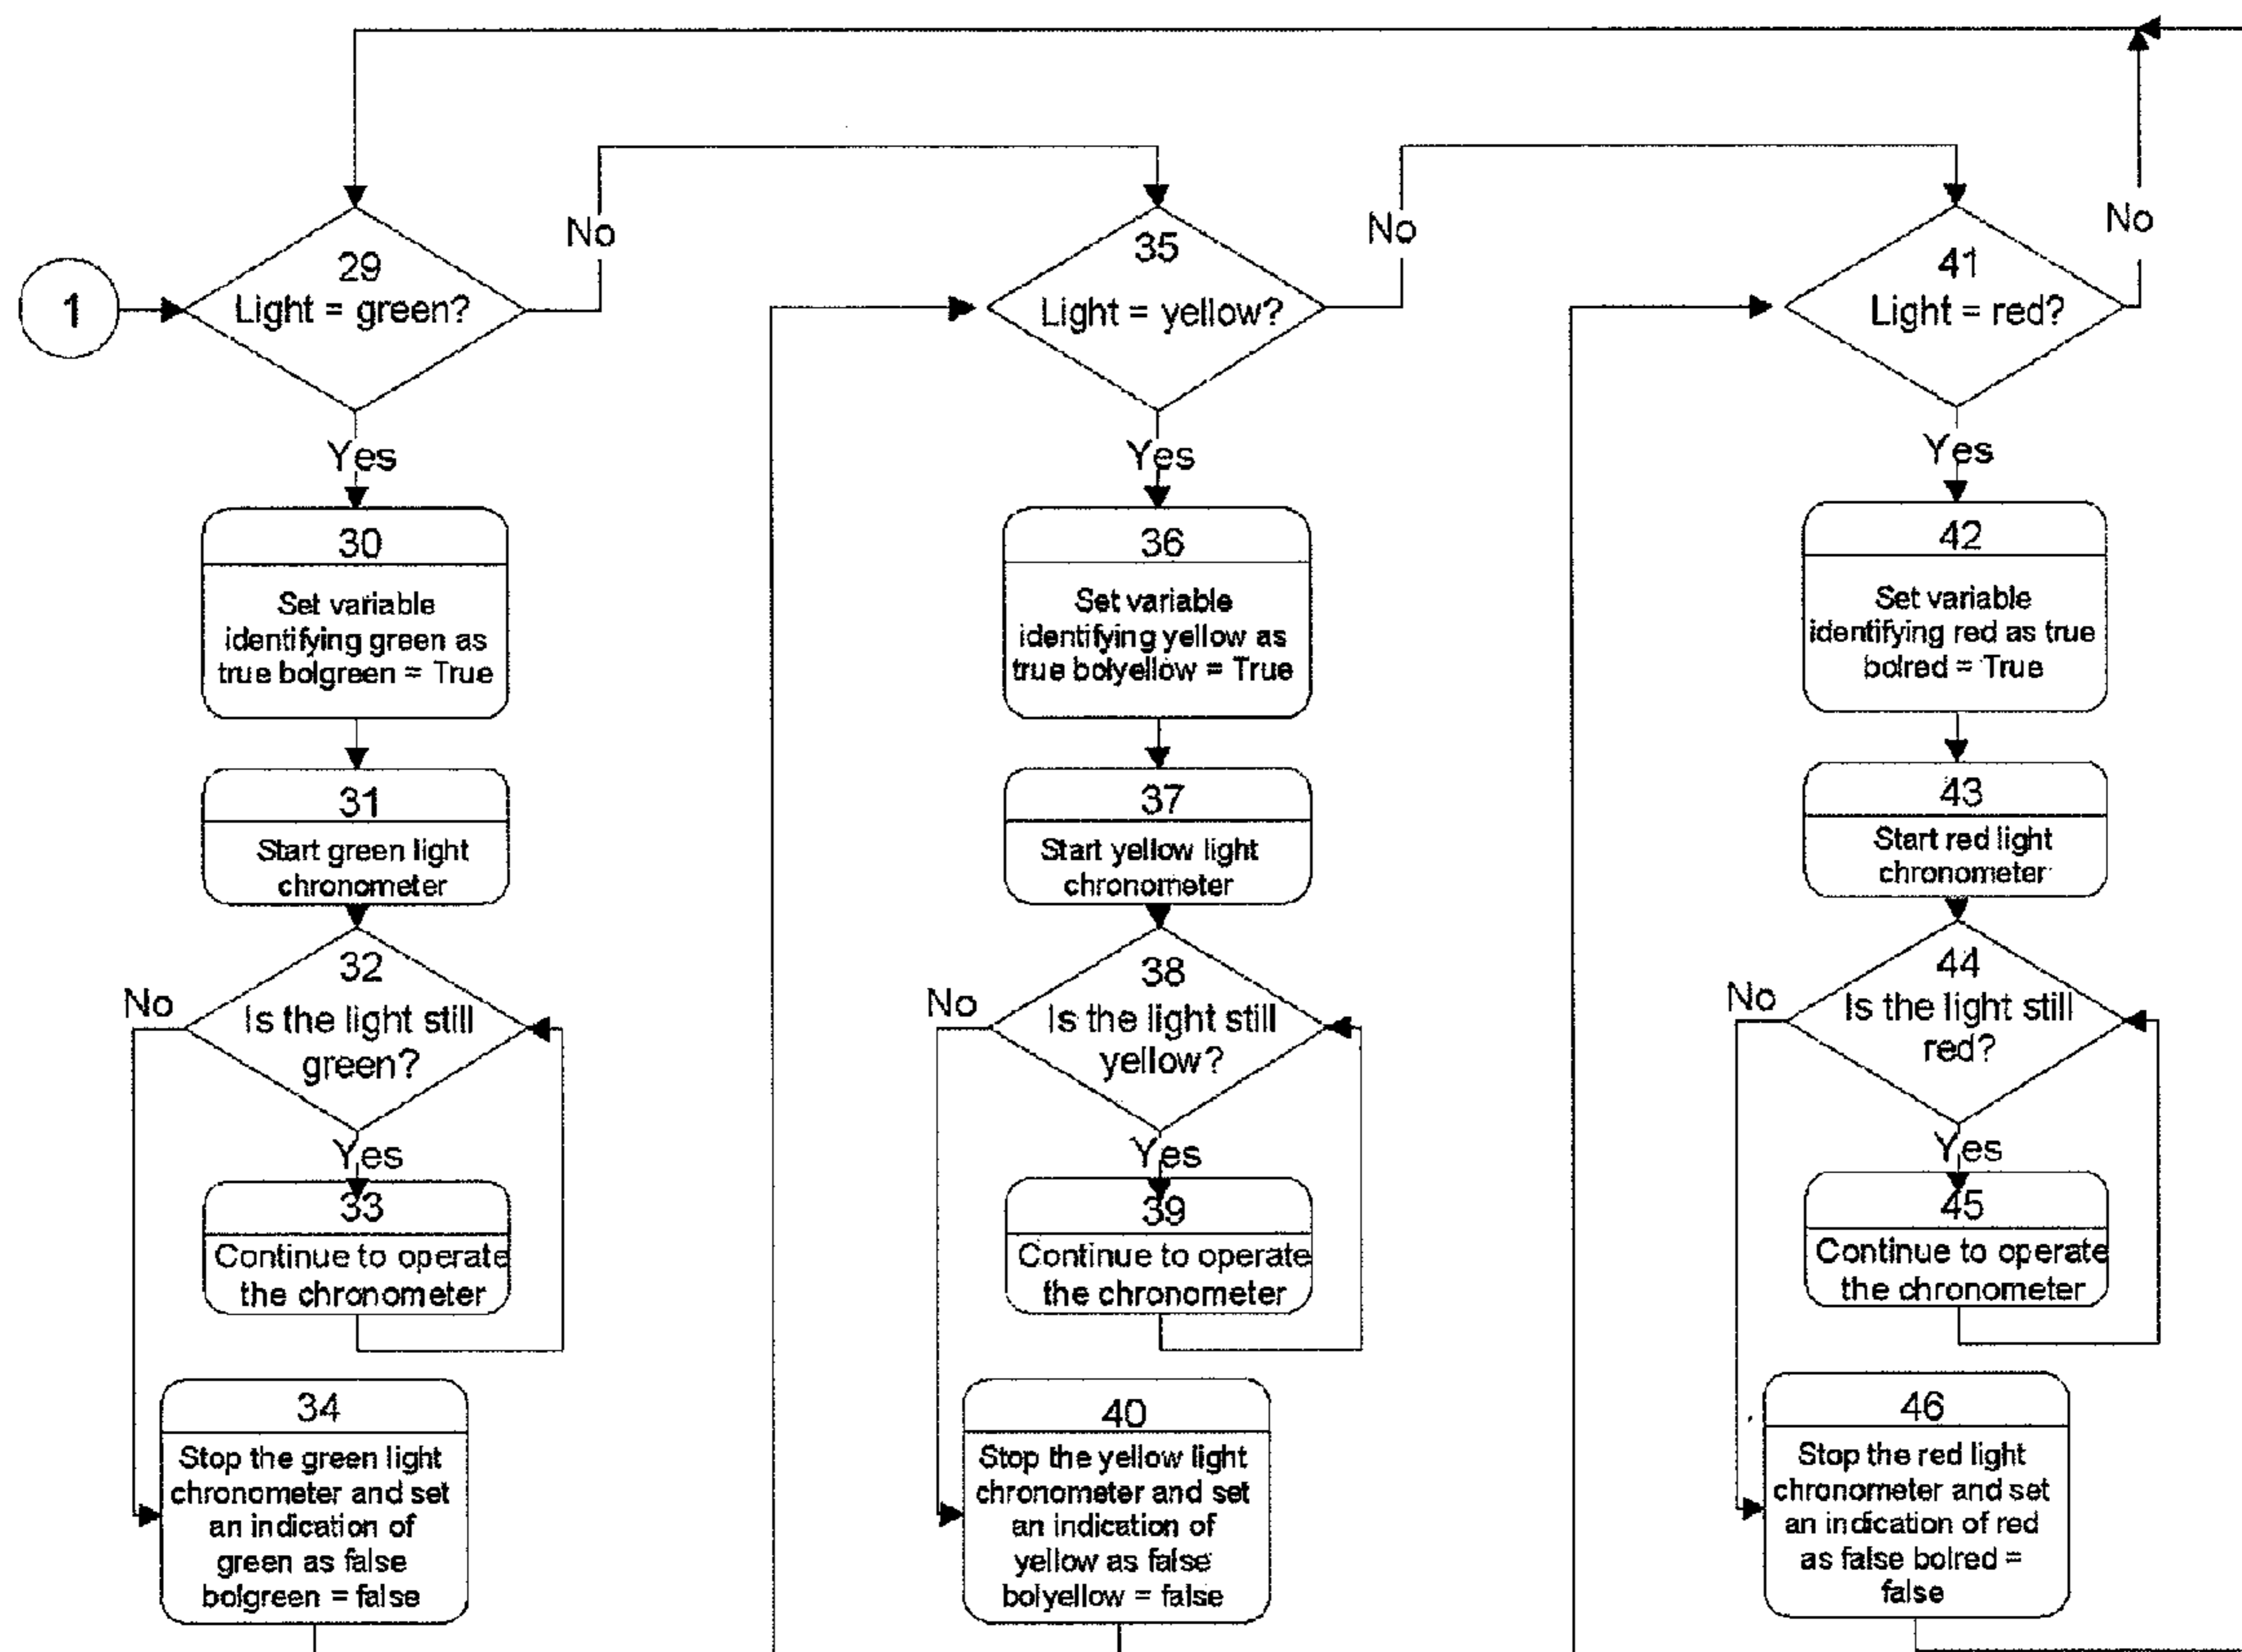 1
29
Light = green?
No
Yes
30
Set variable
identifying green as
true bolgreen = True
31
Start green light
chronometer
32
Is the light still
green?
No
Yes
33
Continue to operate
the chronometer
34
Stop the green light
chronometer and set
an indication of
green as false
bolgreen = false
35
Light = yellow?
No
Yes
36
Set variable
identifying yellow as
true bolyellow = True
37
Start yellow light
chronometer
38
Is the light still
yellow?
No
Yes
39
Continue to operate
the chronometer
40
Stop the yellow light
chronometer and set
an indication of
yellow as false
bolyellow = false
41
Light = red?
No
Yes
42
Set variable
identifying red as true
bolred = True
43
Start red light
chronometer
44
Is the light still
red?
No
Yes
45
Continue to operate
the chronometer
46
Stop the red light
chronometer and set
an indication of red
as false bolred =
false